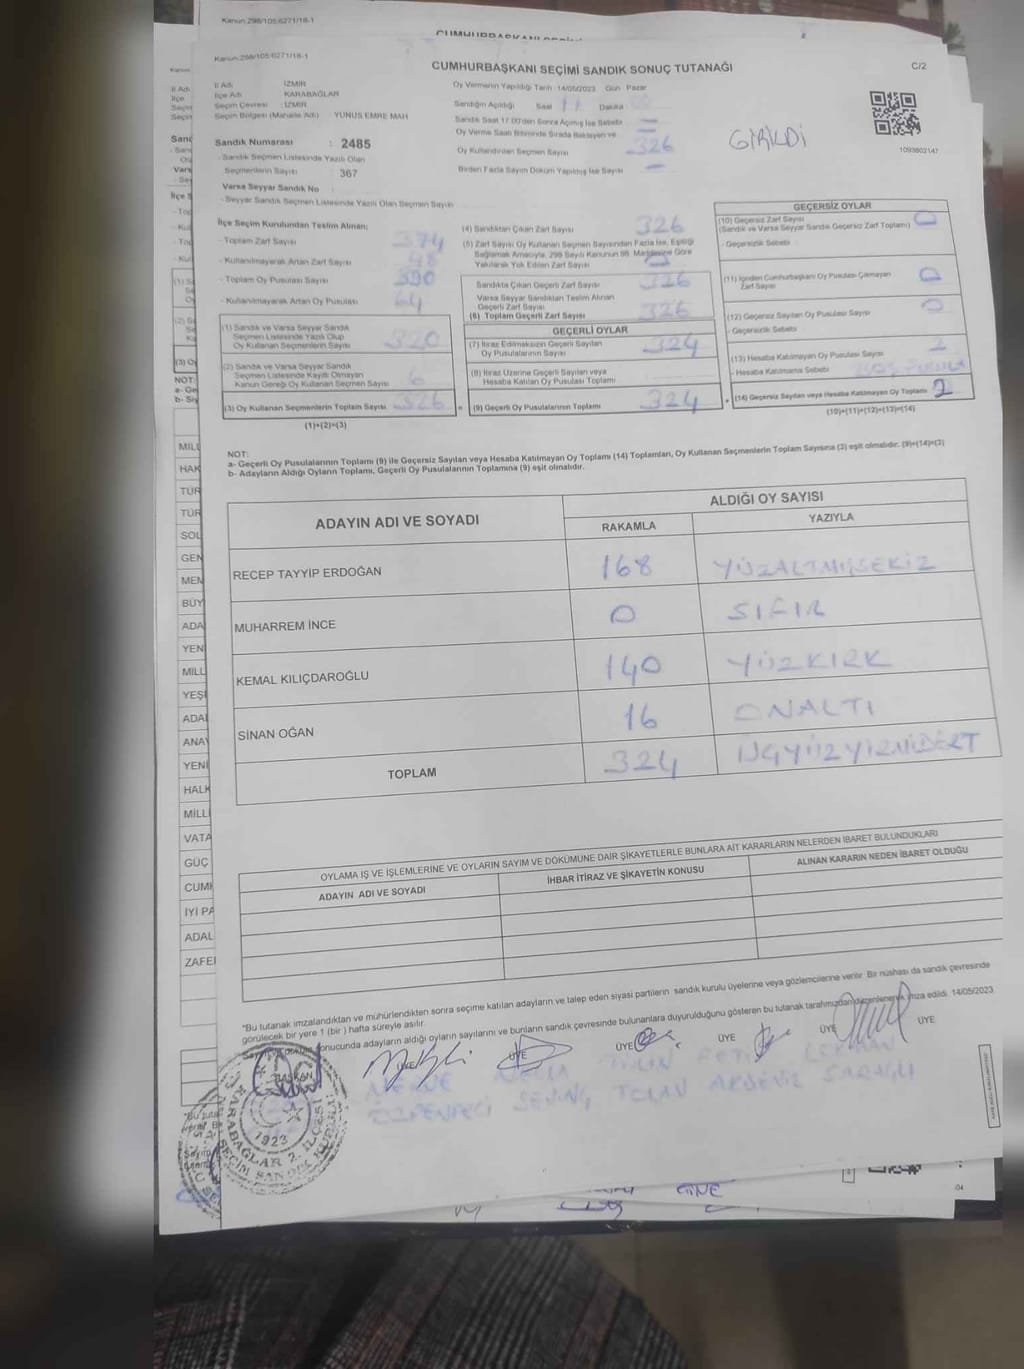 Kanun.298/105:6271/18-1
Kanun.298/105:6271/18-1
CUMHURBAŞKANI SEÇİMİ SANDIK SONUÇ TUTANAĞI
C/2
İl Adı : İZMİR
İlçe Adı : KARABAĞLAR
Seçim Çevresi : İZMİR
Seçim Bölgesi (Mahalle Adı) : YUNUS EMRE MAH
Sandık Numarası : 2485
- Sandık Seçmen Listesinde Yazılı Olan
Seçmenlerin Sayısı : 367
Varsa Seyyar Sandık No
- Seyyar Sandık Seçmen Listesinde Yazılı Olan Seçmen Sayısı
Oy Vermenin Yapıldığı Tarih :14/05/2023 Gün Pazar
Sandığın Açıldığı Saat 17 Dakika
Sandık Saat 17.00'den Sonra Açılmış İse Sebebi
Oy Verme Saati Bitiminde Sırada Bekleyen ve
Oy Kullandırılan Seçmen Sayısı 326
Birden Fazla Sayım Döküm Yapılmış İse Sayısı
GİRİLDİ
1093802147
İlçe Seçim Kurulundan Teslim Alınan;
- Toplam Zarf Sayısı 374
- Kullanılmayarak Artan Zarf Sayısı 48
- Toplam Oy Pusulası Sayısı 390
- Kullanılmayarak Artan Oy Pusulası 64
(1) Sandık ve Varsa Seyyar Sandık
Seçmen Listesinde Yazılı Olup
Oy Kullanan Seçmenlerin Sayısı 320
(2) Sandık ve Varsa Seyyar Sandık
Seçmen Listesinde Kayıtlı Olmayan
Kanun Gereği Oy Kullanan Seçmen Sayısı 6
(3) Oy Kullanan Seçmenlerin Toplam Sayısı 326
(1)+(2)=(3)
(4) Sandıktan Çıkan Zarf Sayısı 326
(5) Zarf Sayısı Oy Kullanan Seçmen Sayısından Fazla İse, Eşitliği
Sağlamak Amacıyla, 298 Sayılı Kanunun 98. Maddesine Göre
Yakılarak Yok Edilen Zarf Sayısı
Sandıkta Çıkan Geçerli Zarf Sayısı 326
Varsa Seyyar Sandıktan Teslim Alınan
Geçerli Zarf Sayısı
(6) Toplam Geçerli Zarf Sayısı 326
GEÇERLİ OYLAR
(7) İtiraz Edilmeksizin Geçerli Sayılan
Oy Pusulalarının Sayısı 324
(8) İtiraz Üzerine Geçerli Sayılan veya
Hesaba Katılan Oy Pusulası Toplamı
(9) Geçerli Oy Pusulalarının Toplamı 324
GEÇERSİZ OYLAR
(10) Geçersiz Zarf Sayısı
(Sandık ve Varsa Seyyar Sandık Geçersiz Zarf Toplamı) 0
- Geçersizlik Sebebi
(11) İçinden Cumhurbaşkanı Oy Pusulası Çıkmayan
Zarf Sayısı 0
(12) Geçersiz Sayılan Oy Pusulası Sayısı 0
- Geçersizlik Sebebi
(13) Hesaba Katılmayan Oy Pusulası Sayısı 2
- Hesaba Katılmama Sebebi BOŞ PUSULA
(14) Geçersiz Sayılan veya Hesaba Katılmayan Oy Toplamı 2
(10)+(11)+(12)+(13)=(14)
NOT:
a- Geçerli Oy Pusulalarının Toplamı (9) ile Geçersiz Sayılan veya Hesaba Katılmayan Oy Toplamı (14) Toplamları, Oy Kullanan Seçmenlerin Toplam Sayısına (3) eşit olmalıdır. (9)+(14)=(3)
b- Adayların Aldığı Oyların Toplamı, Geçerli Oy Pusulalarının Toplamına (9) eşit olmalıdır.
ADAYIN ADI VE SOYADI
ALDIĞI OY SAYISI
RAKAMLA YAZIYLA
RECEP TAYYİP ERDOĞAN 168 YÜZALTMIŞSEKİZ
MUHARREM İNCE 0 SIFIR
KEMAL KILIÇDAROĞLU 140 YÜZKIRK
SİNAN OĞAN 16 ONALTI
TOPLAM 324 ÜÇYÜZYİRMİDÖRT
OYLAMA İŞ VE İŞLEMLERİNE VE OYLARIN SAYIM VE DÖKÜMÜNE DAİR ŞİKAYETLERLE BUNLARA AİT KARARLARIN NELERDEN İBARET BULUNDUKLARI
ADAYIN ADI VE SOYADI
İHBAR İTİRAZ VE ŞİKAYETİN KONUSU
ALINAN KARARIN NEDEN İBARET OLDUĞU
"Bu tutanak imzalandıktan ve mühürlendikten sonra seçime katılan adayların ve talep eden siyasi partilerin sandık kurulu üyelerine veya gözlemcilerine verilir. Bir nüshası da sandık çevresinde
görülecek bir yere 1 (bir) hafta süreyle asılır.
sonucunda adayların aldığı oyların sayılarını ve bunların sandık çevresinde bulunanlara duyurulduğunu gösteren bu tutanak tarafımızdan düzenlenerek imza edildi. 14/05/2023
BAŞKAN ÜYE ÜYE ÜYE ÜYE ÜYE
1923
KARABAĞLAR 2. İLÇE
SEÇİM SANDIK KURULU